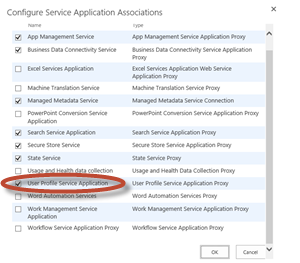 Configure Service Application Associations
Name Type
App Management Service App Management Service Application Proxy
Business Data Connectivity Service Business Data Connectivity Service Application
Proxy
Excel Services Application Excel Services Application Web Service
Application Proxy
Machine Translation Service Machine Translation Service Proxy
Managed Metadata Service Managed Metadata Service Connection
PowerPoint Conversion Service PowerPoint Conversion Service Application Proxy
Application
Search Service Application Search Service Application Proxy
Secure Store Service Secure Store Service Application Proxy
State Service State Service Proxy
Usage and Health data collection Usage and Health Data Collection Proxy
User Profile Service Application User Profile Service Application Proxy
Word Automation Services Word Automation Services Proxy
Work Management Service Work Management Service Application Proxy
Application
Workflow Service Application Proxy Workflow Service Application Proxy
OK Cancel